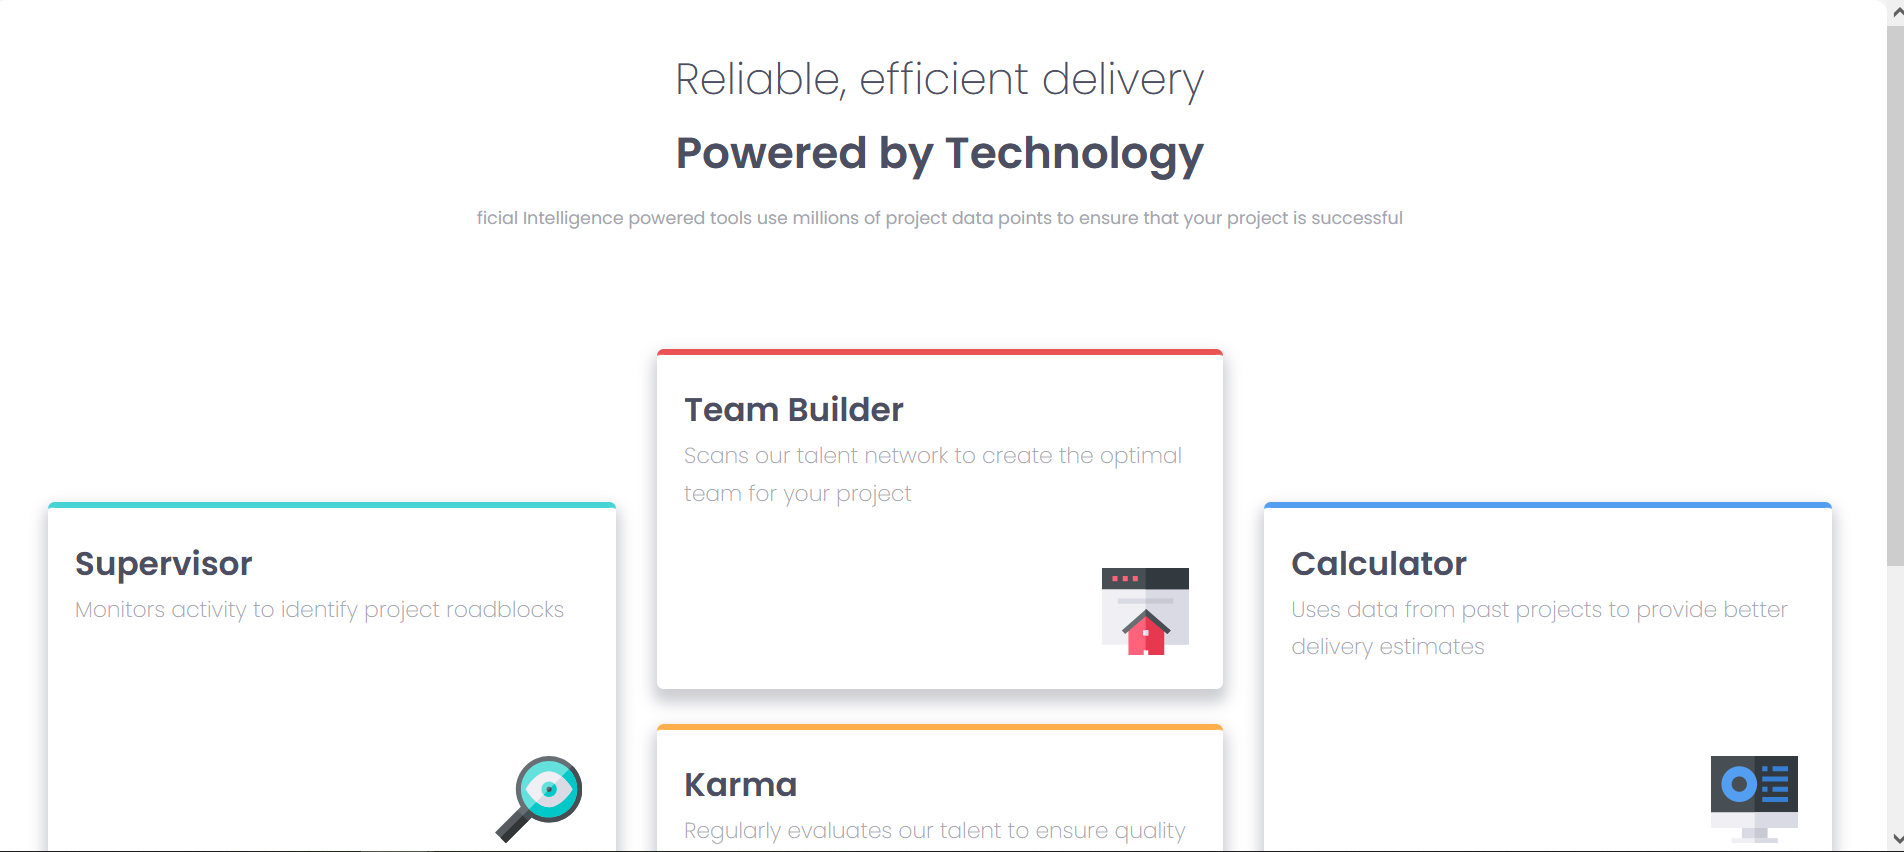 Reliable, efficient delivery
Powered by Technology
ficial Intelligence powered tools use millions of project data points to ensure that your project is successful
Team Builder
Scans our talent network to create the optimal
team for your project
Supervisor
Monitors activity to identify project roadblocks
Calculator
Uses data from past projects to provide better
delivery estimates
Karma
Regularly evaluates our talent to ensure quality